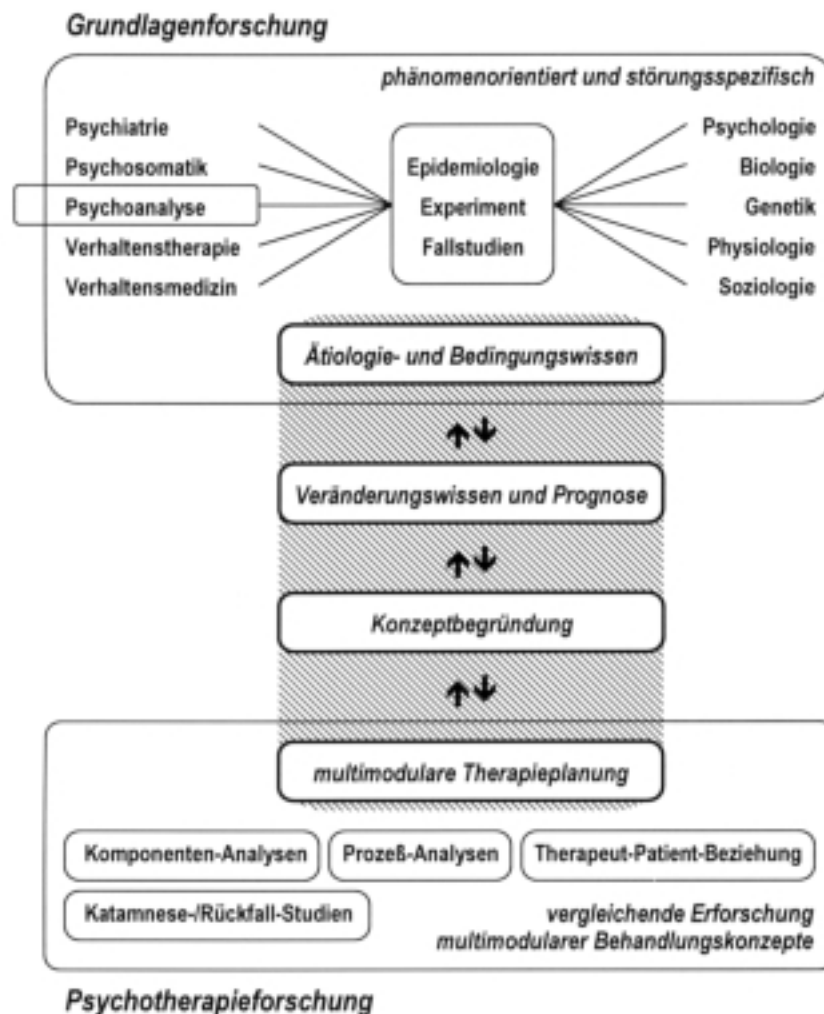 Grundlagenforschung
phänomenorientiert und störungsspezifisch
Psychiatrie
Psychosomatik
Psychoanalyse
Verhaltenstherapie
Verhaltensmedizin
Epidemiologie
Experiment
Fallstudien
Psychologie
Biologie
Genetik
Physiologie
Soziologie
Ätiologie- und Bedingungswissen
Veränderungswissen und Prognose
Konzeptbegründung
multimodulare Therapieplanung
Komponenten-Analysen
Prozeß-Analysen
Therapeut-Patient-Beziehung
Katamnese-/Rückfall-Studien
vergleichende Erforschung
multimodularer Behandlungskonzepte
Psychotherapieforschung